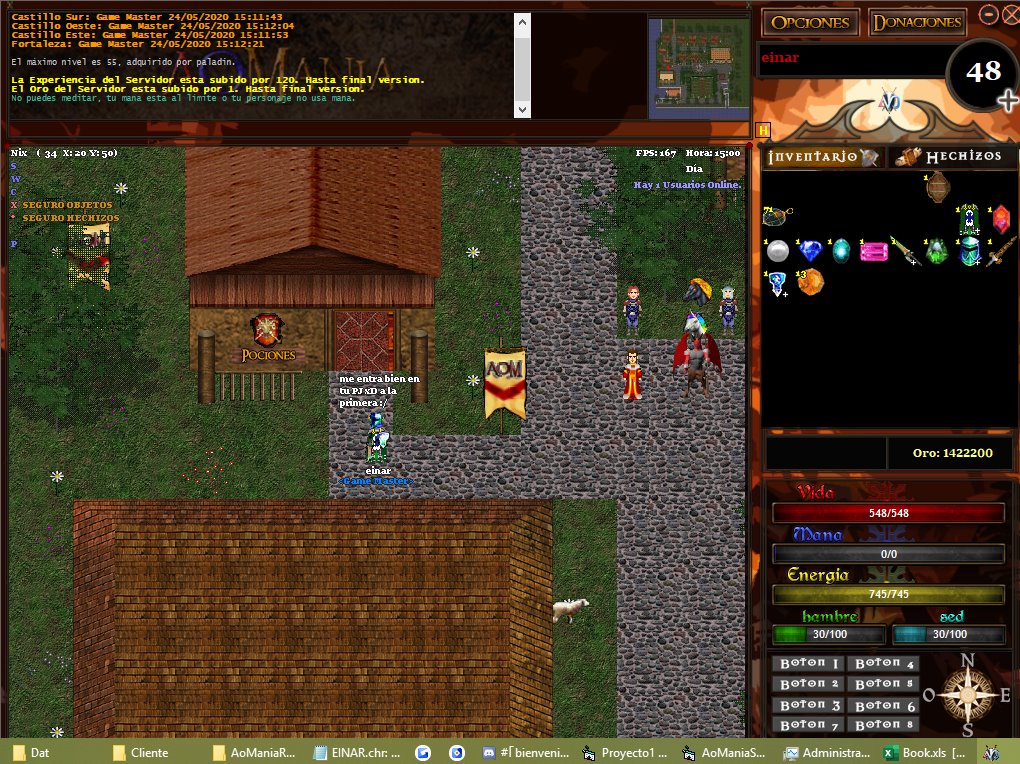 Castillo Sur: Game Master 24/05/2020 15:11:43
Castillo Oeste: Game Master 24/05/2020 15:12:04
Castillo Este: Game Master 24/05/2020 15:11:53
Fortaleza: Game Master 24/05/2020 15:12:21
El máximo nivel es 55, adquirido por paladin.
La Experiencia del Servidor esta subido por 120. Hasta final version.
El Oro del Servidor esta subido por 1. Hasta final version.
No puedes meditar, tu mana esta al limite o tu personaje no usa mana.
Opciones
Donaciones
einar
48
H
Inventario
Hechizos
Nix ( 34 X: 20 Y: 50)
FPS: 167 Hora: 15:00
Día
Hay 1 Usuarios Online.
S
W
C
X SEGURO OBJETOS
* SEGURO HECHIZOS
P
Pociones
AOM
me entra bien en
tu PJ xD a la
primera :/
einar
<Game Master>
Oro: 1422200
Vida
548/548
Mana
0/0
Energia
745/745
hambre
sed
30/100
30/100
Boton 1
Boton 4
Boton 2
Boton 5
Boton 3
Boton 6
Boton 7
Boton 8
N
O
E
S
Dat
Cliente
AoManiaR...
EINAR.chr: ...
#「bienveni...
Proyecto1 ...
AoManiaS...
Administra...
Book.xls [...